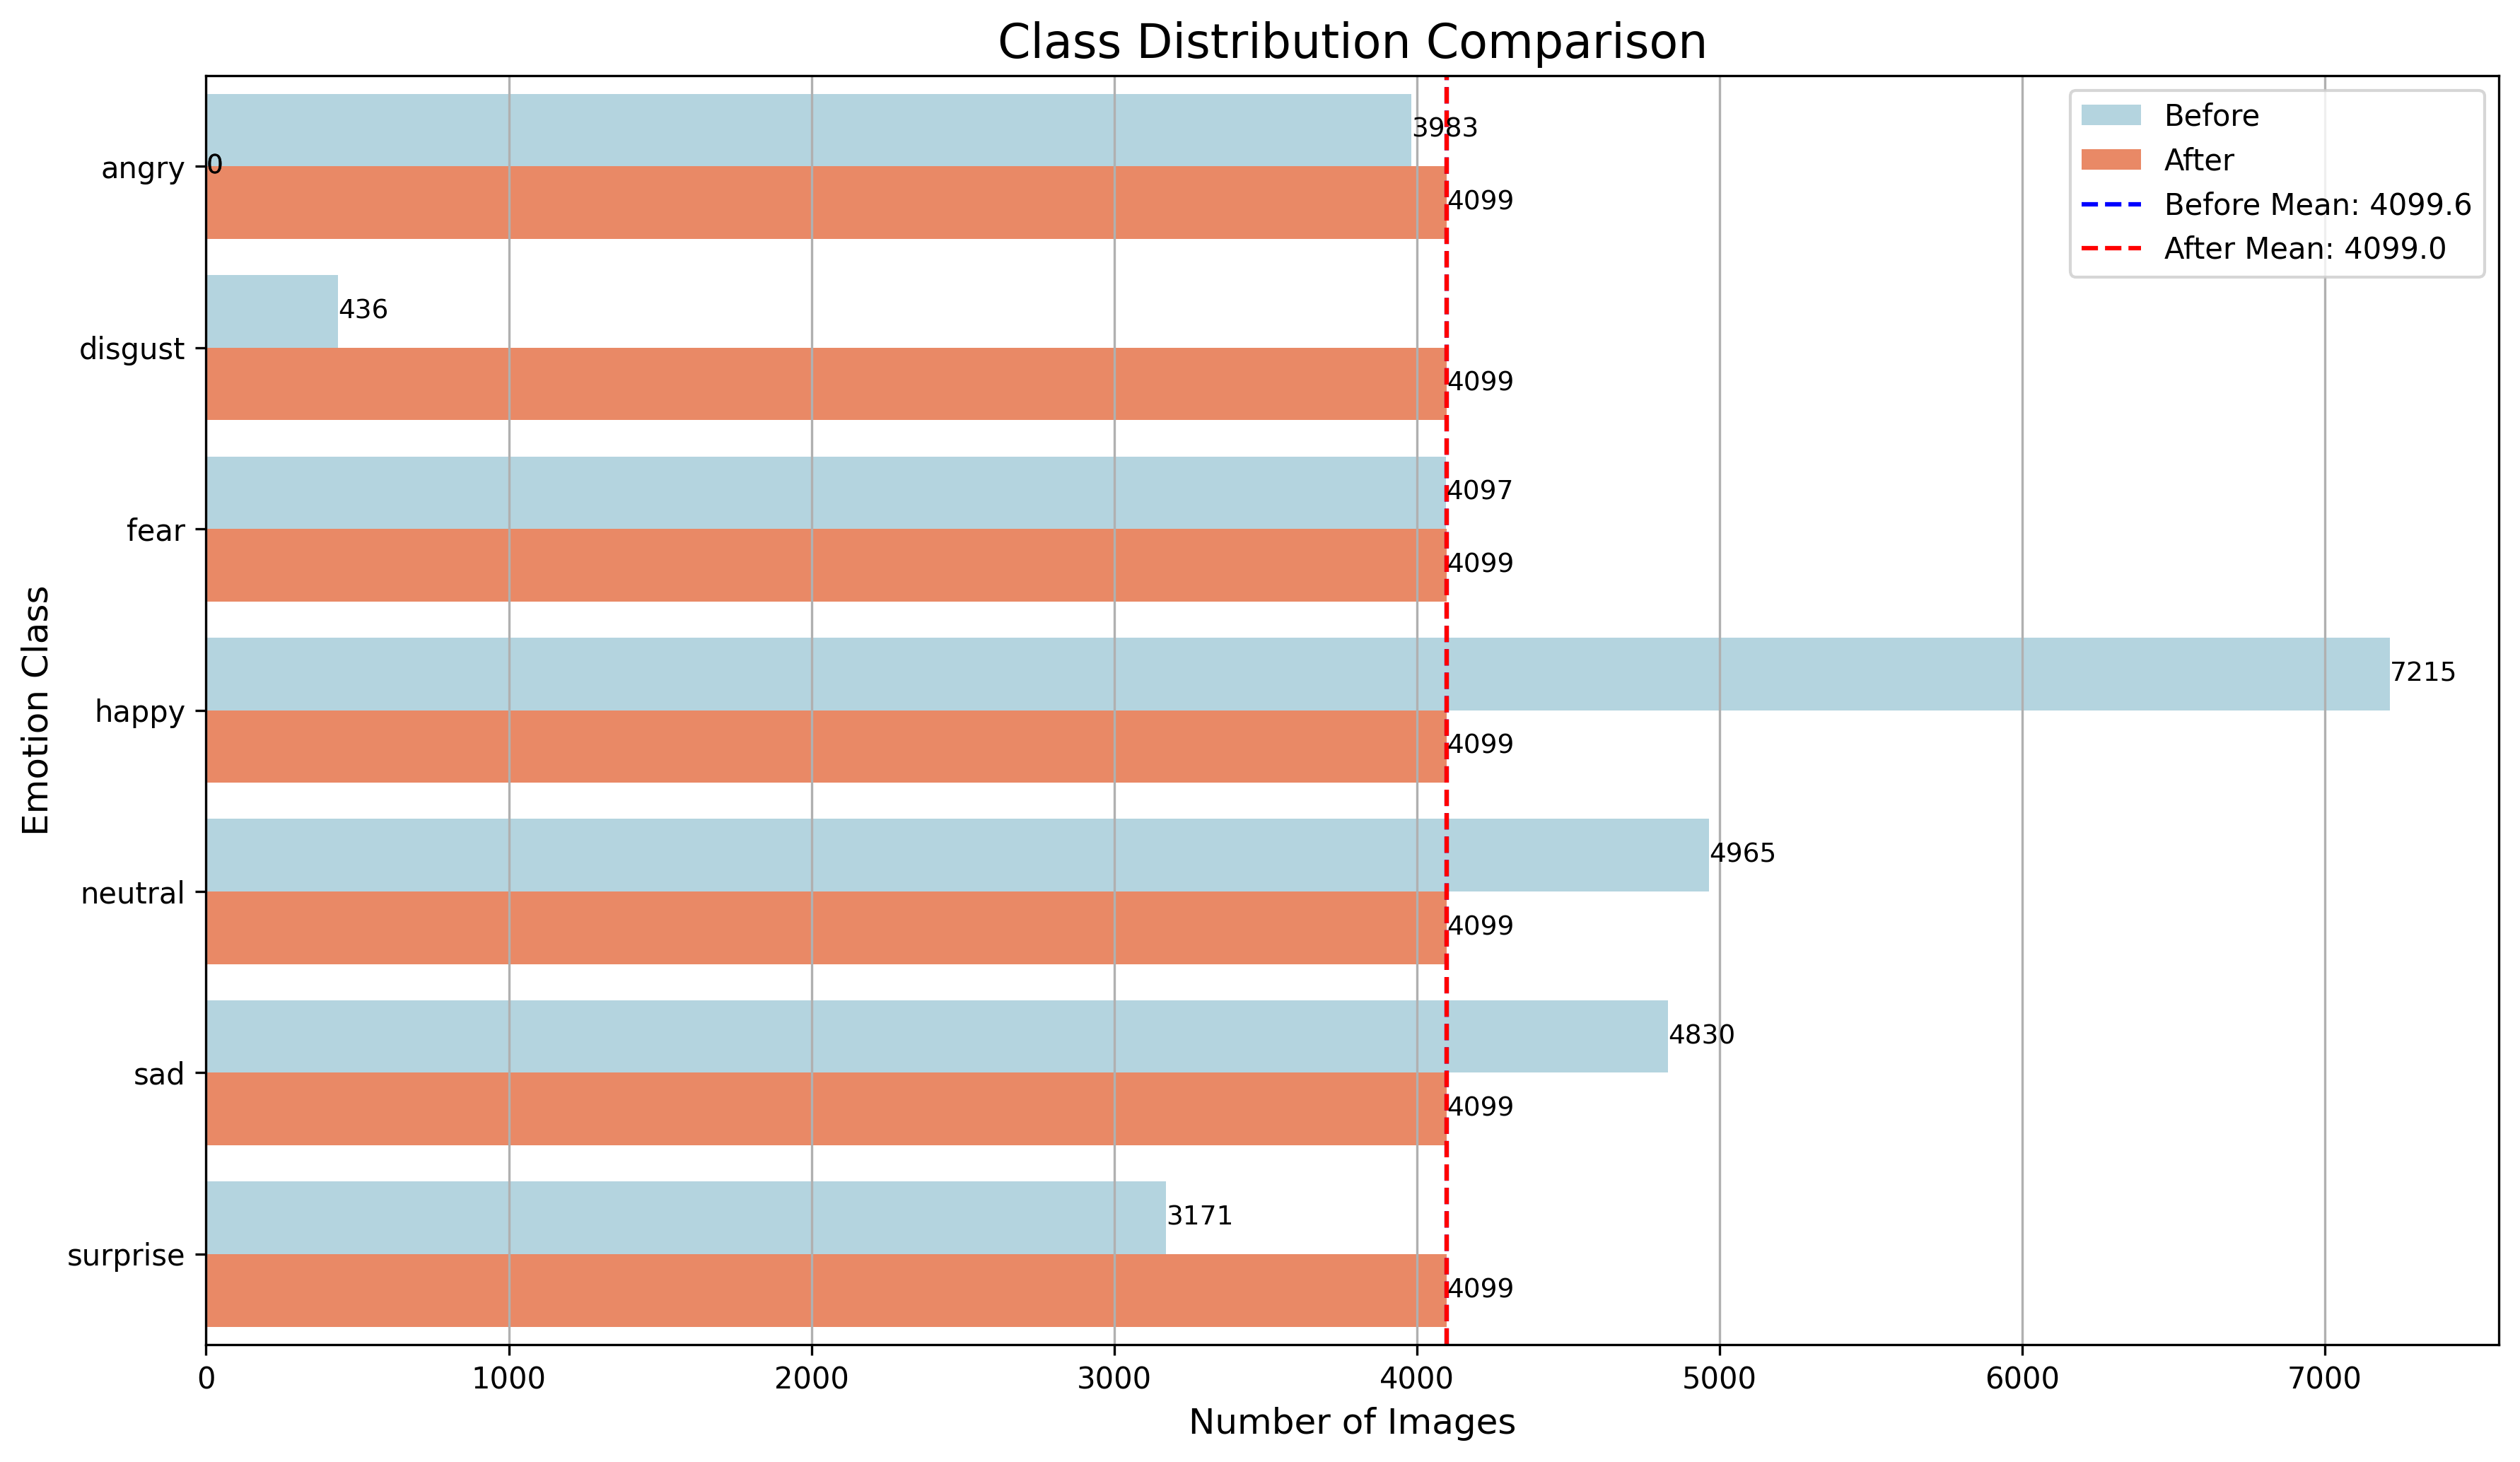 Class Distribution Comparison
Before
After
Before Mean: 4099.6
After Mean: 4099.0
Emotion Class
angry
0
3983
4099
disgust
436
4099
fear
4097
4099
happy
7215
4099
neutral
4965
4099
sad
4830
4099
surprise
3171
4099
0 1000 2000 3000 4000 5000 6000 7000
Number of Images